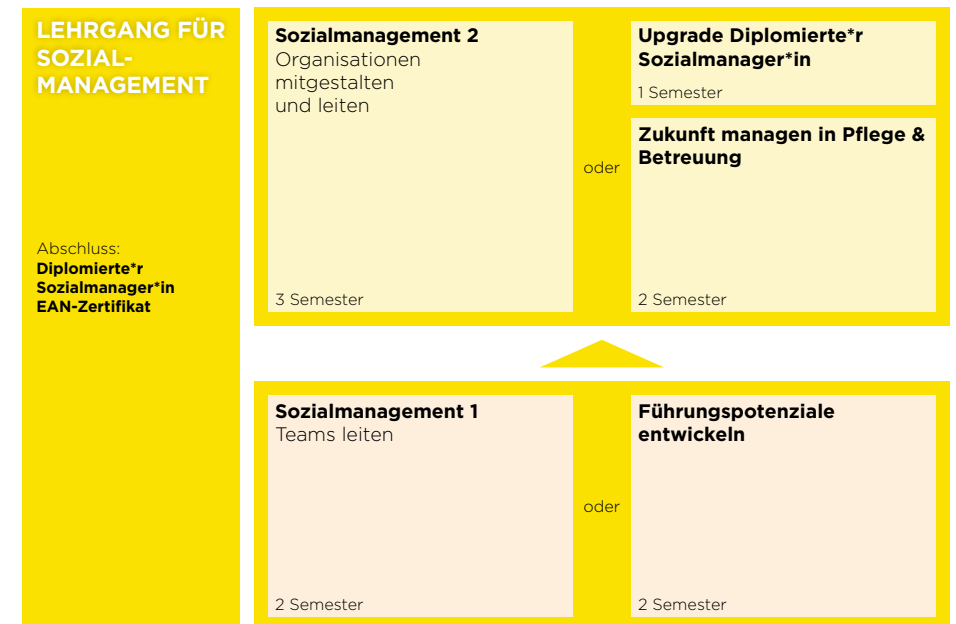 LEHRGANG FÜR
SOZIAL-
MANAGEMENT
Abschluss:
Diplomierte*r
Sozialmanager*in
EAN-Zertifikat
Sozialmanagement 2
Organisationen
mitgestalten
und leiten
3 Semester
oder
Upgrade Diplomierte*r
Sozialmanager*in
1 Semester
Zukunft managen in Pflege &
Betreuung
2 Semester
Sozialmanagement 1
Teams leiten
2 Semester
oder
Führungspotenziale
entwickeln
2 Semester